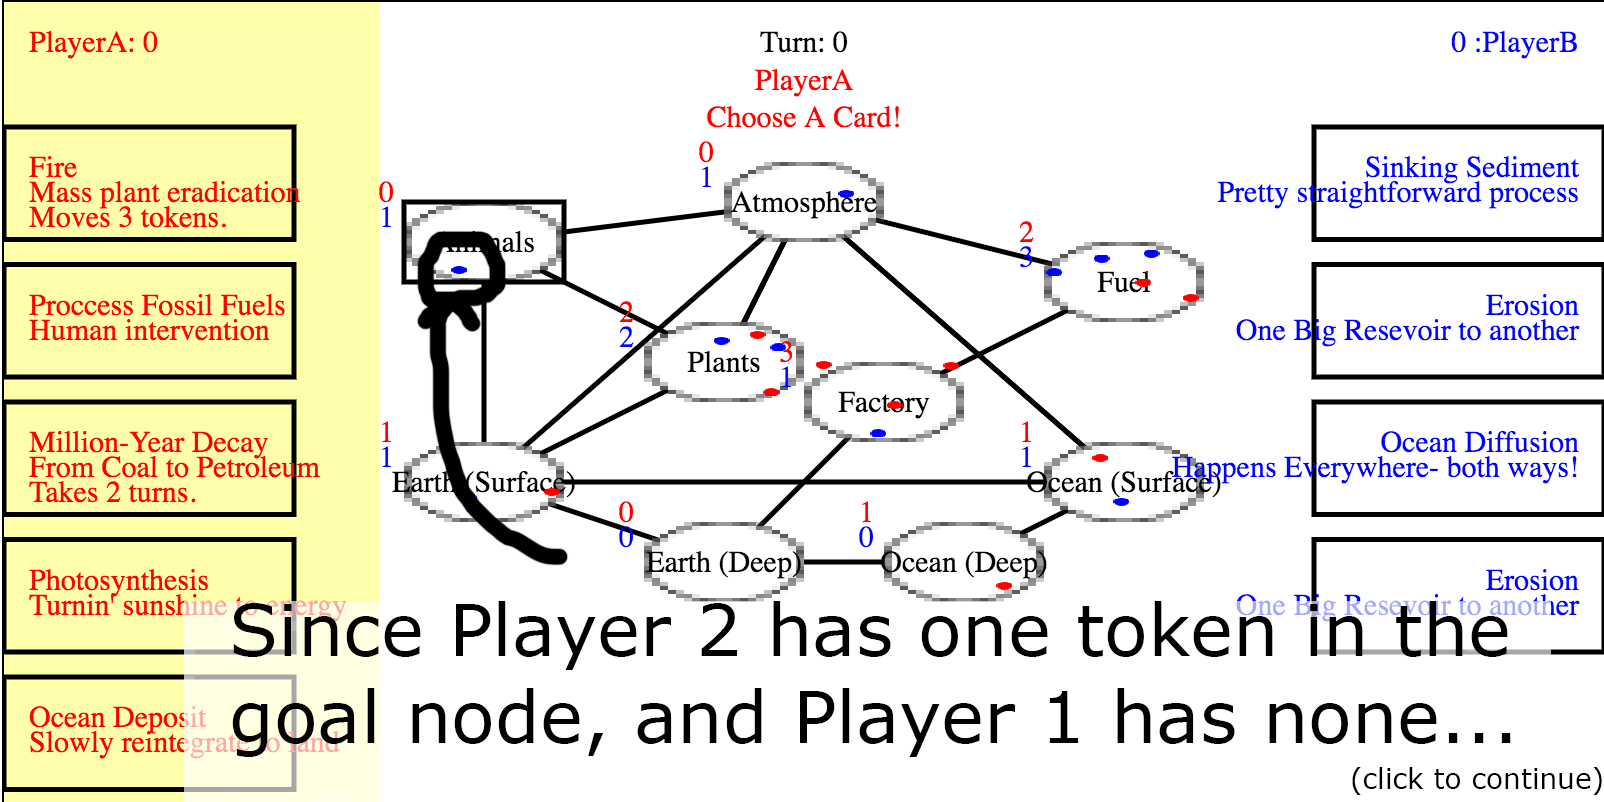 PlayerA: 0
Turn: 0
0 :PlayerB
PlayerA
Choose A Card!
Fire
Mass plant eradication
Moves 3 tokens.
Proccess Fossil Fuels
Human intervention
Million-Year Decay
From Coal to Petroleum
Takes 2 turns.
Photosynthesis
Turnin' sunshine to energy
Ocean Deposit
Slowly reintegrate to land
0
1
Animals
0
1
Atmosphere
2
3
Fuel
2
2
Plants
3
1
Factory
1
1
Earth (Surface)
1
1
Ocean (Surface)
0
0
Earth (Deep)
1
0
Ocean (Deep)
Sinking Sediment
Pretty straightforward process
Erosion
One Big Resevoir to another
Ocean Diffusion
Happens Everywhere- both ways!
Erosion
One Big Resevoir to another
Since Player 2 has one token in the
goal node, and Player 1 has none...
(click to continue)